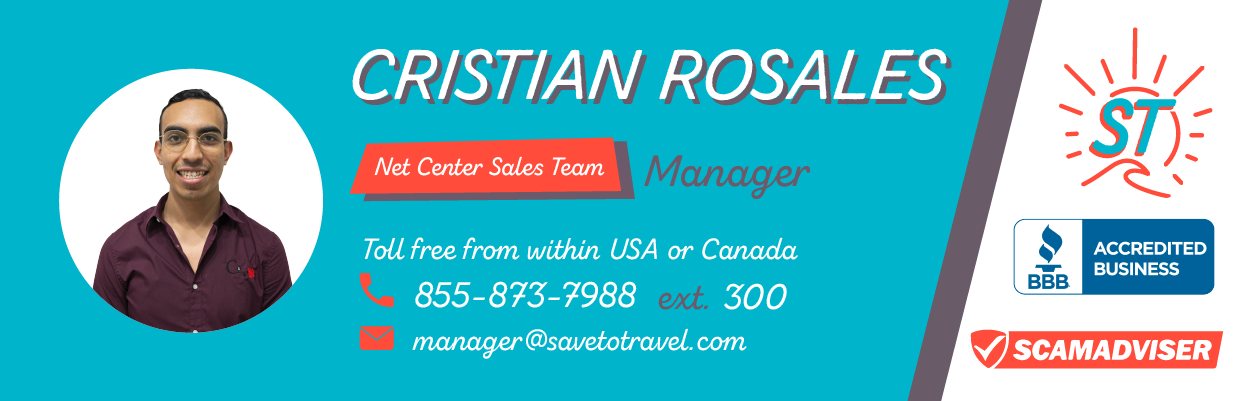 CRISTIAN ROSALES
Net Center Sales Team
Manager
Toll free from within USA or Canada
855-873-7988 ext. 300
manager@savetotravel.com
ST
BBB
ACCREDITED
BUSINESS
SCAMADVISER